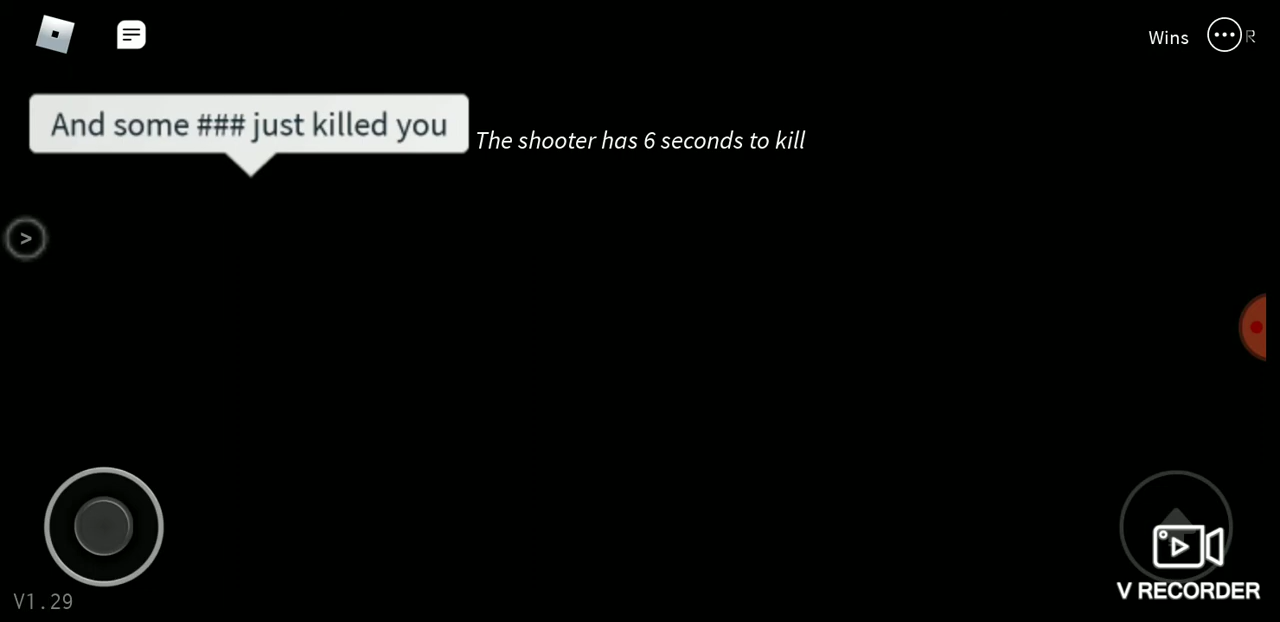 Wins
R
And some ### just killed you
The shooter has 6 seconds to kill
V1.29
V RECORDER